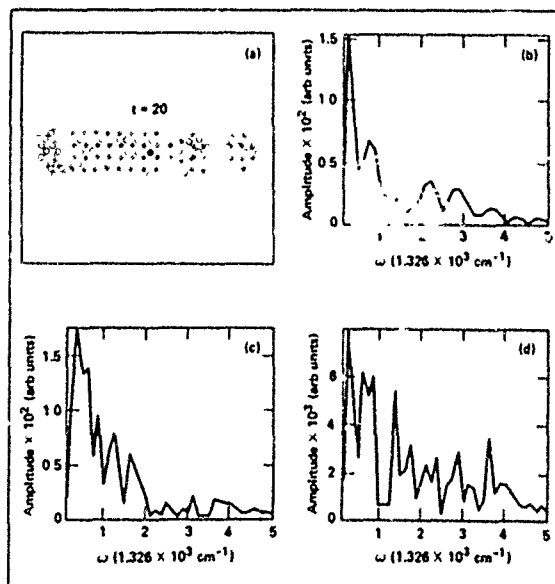 (a)
t = 20
(b)
Amplitude × 10² (arb units)
1.5
1 0
0 5
0
1
2
3
4
5
ω (1.326 × 10³ cm⁻¹)
(c)
Amplitude × 10² (arb units)
1.5
1.0
0 5
0
1
2
3
4
5
ω (1.326 × 10³ cm⁻¹)
(d)
Amplitude × 10³ (arb units)
6
4
2
0
1
2
3
4
5
ω (1.326 × 10³ cm⁻¹)